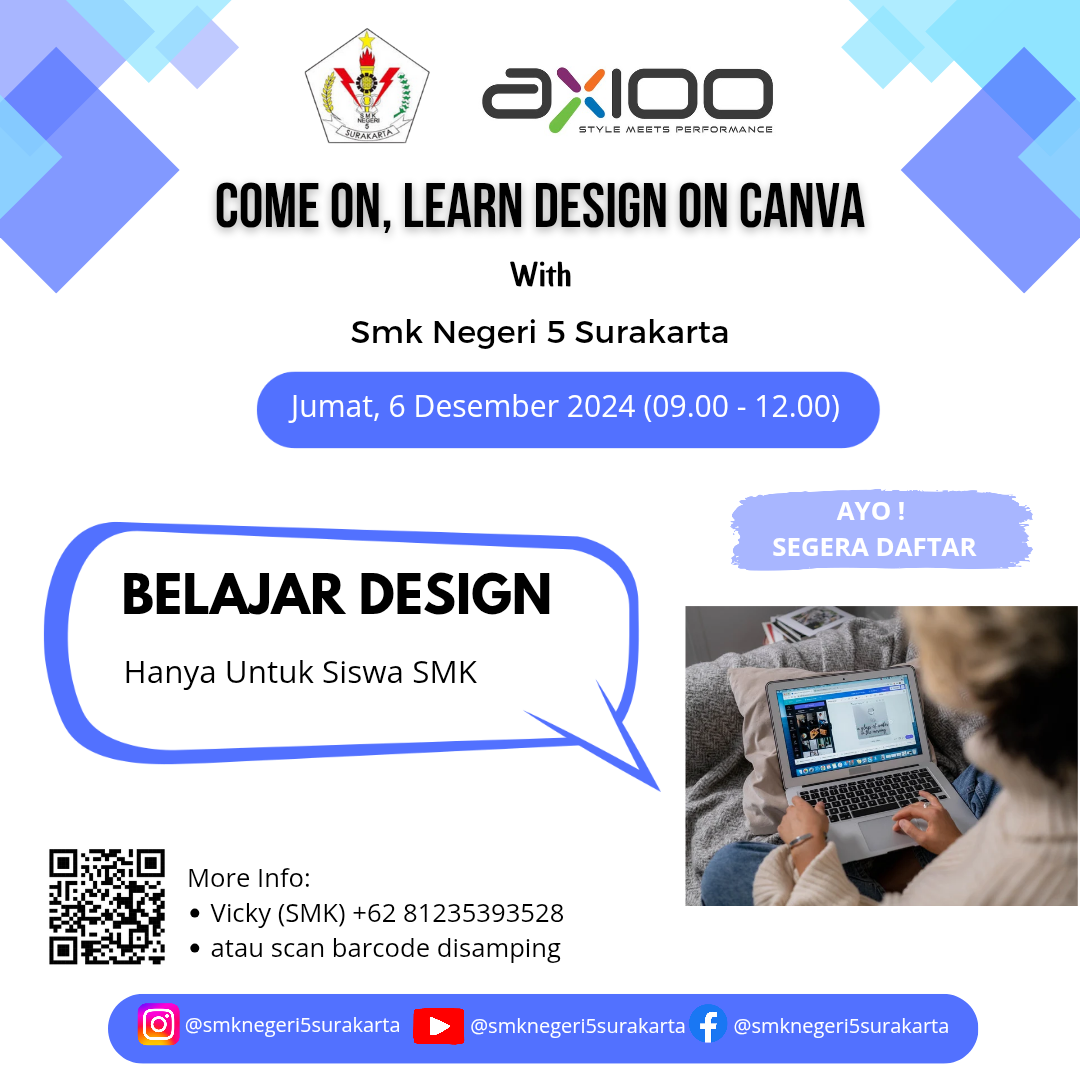 SMK
NEGERI
5
SURAKARTA
axioo
STYLE MEETS PERFORMANCE
COME ON, LEARN DESIGN ON CANVA
With
Smk Negeri 5 Surakarta
Jumat, 6 Desember 2024 (09.00 - 12.00)
AYO !
SEGERA DAFTAR
BELAJAR DESIGN
Hanya Untuk Siswa SMK
More Info:
• Vicky (SMK) +62 81235393528
• atau scan barcode disamping
@smknegeri5surakarta
@smknegeri5surakarta
@smknegeri5surakarta